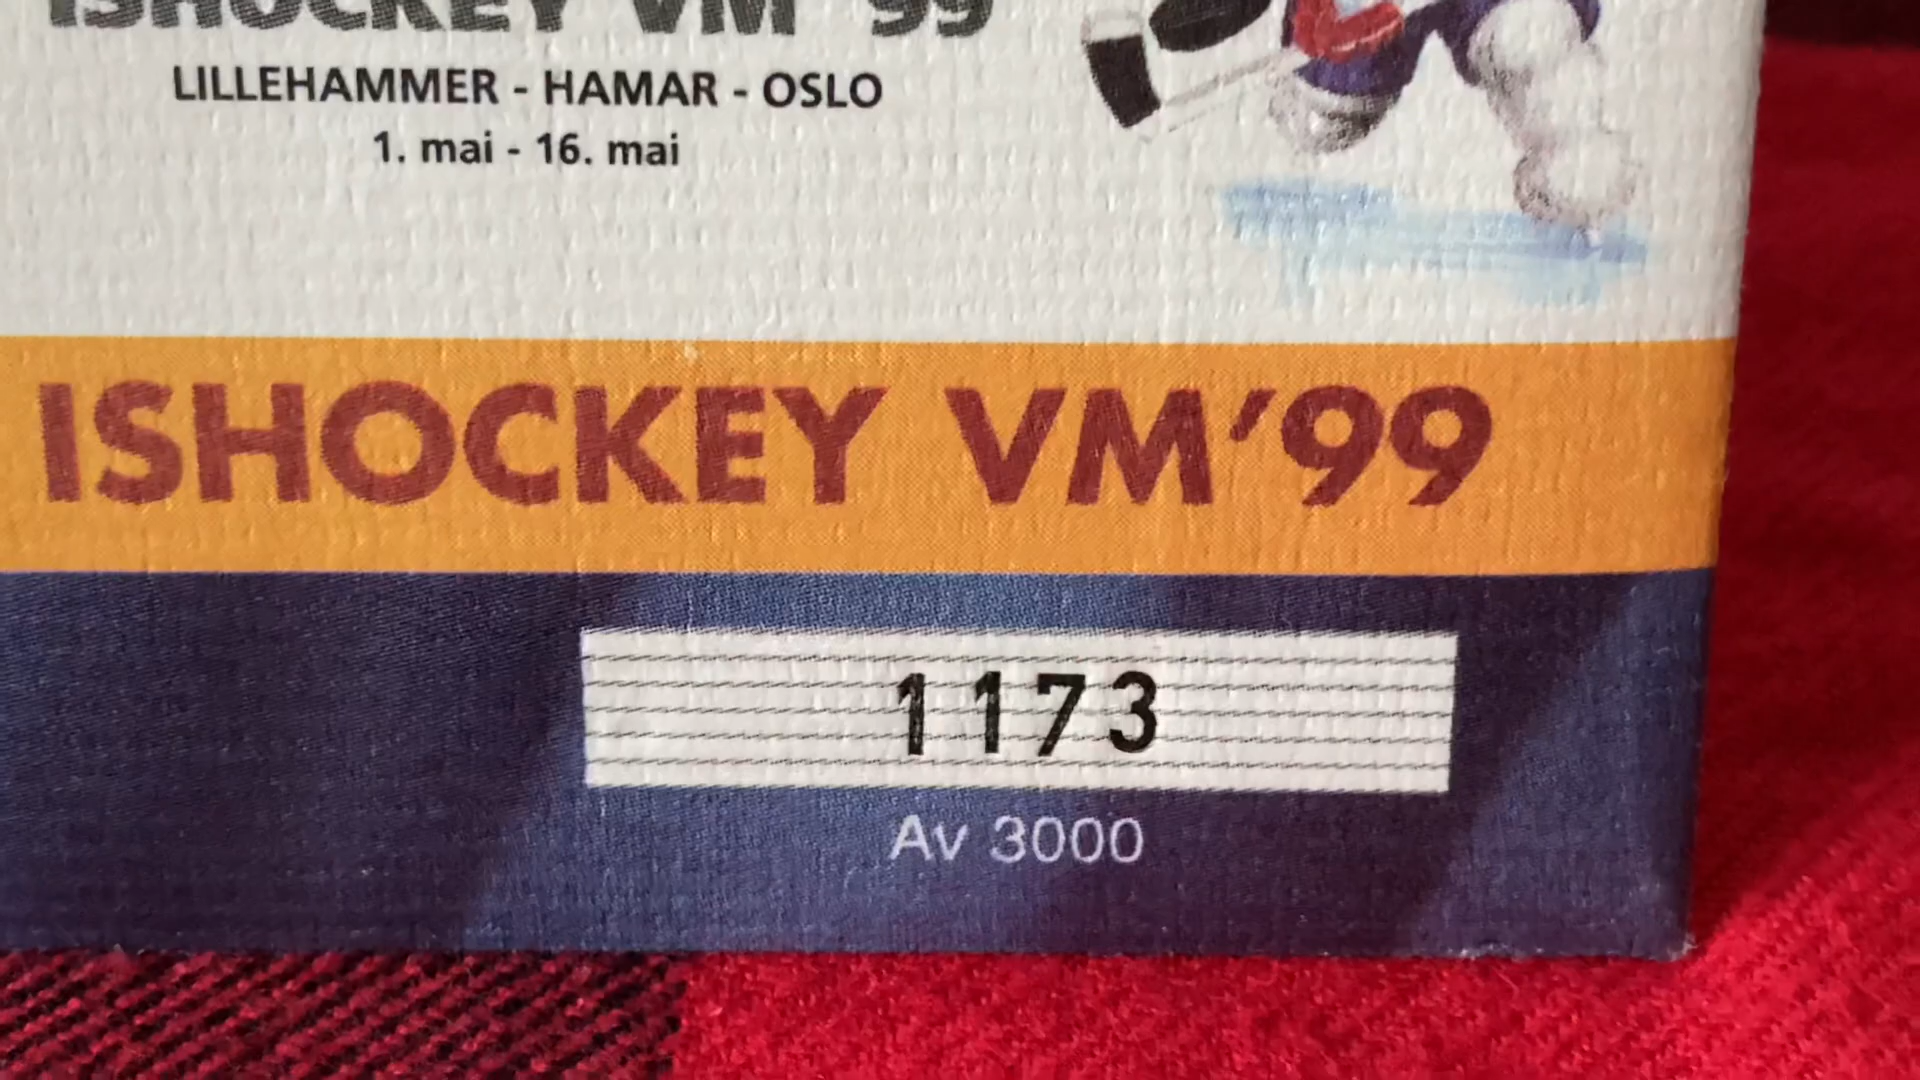 ISHOCKEY VM '99
LILLEHAMMER - HAMAR - OSLO
1. mai - 16. mai
ISHOCKEY VM'99
1173
Av 3000